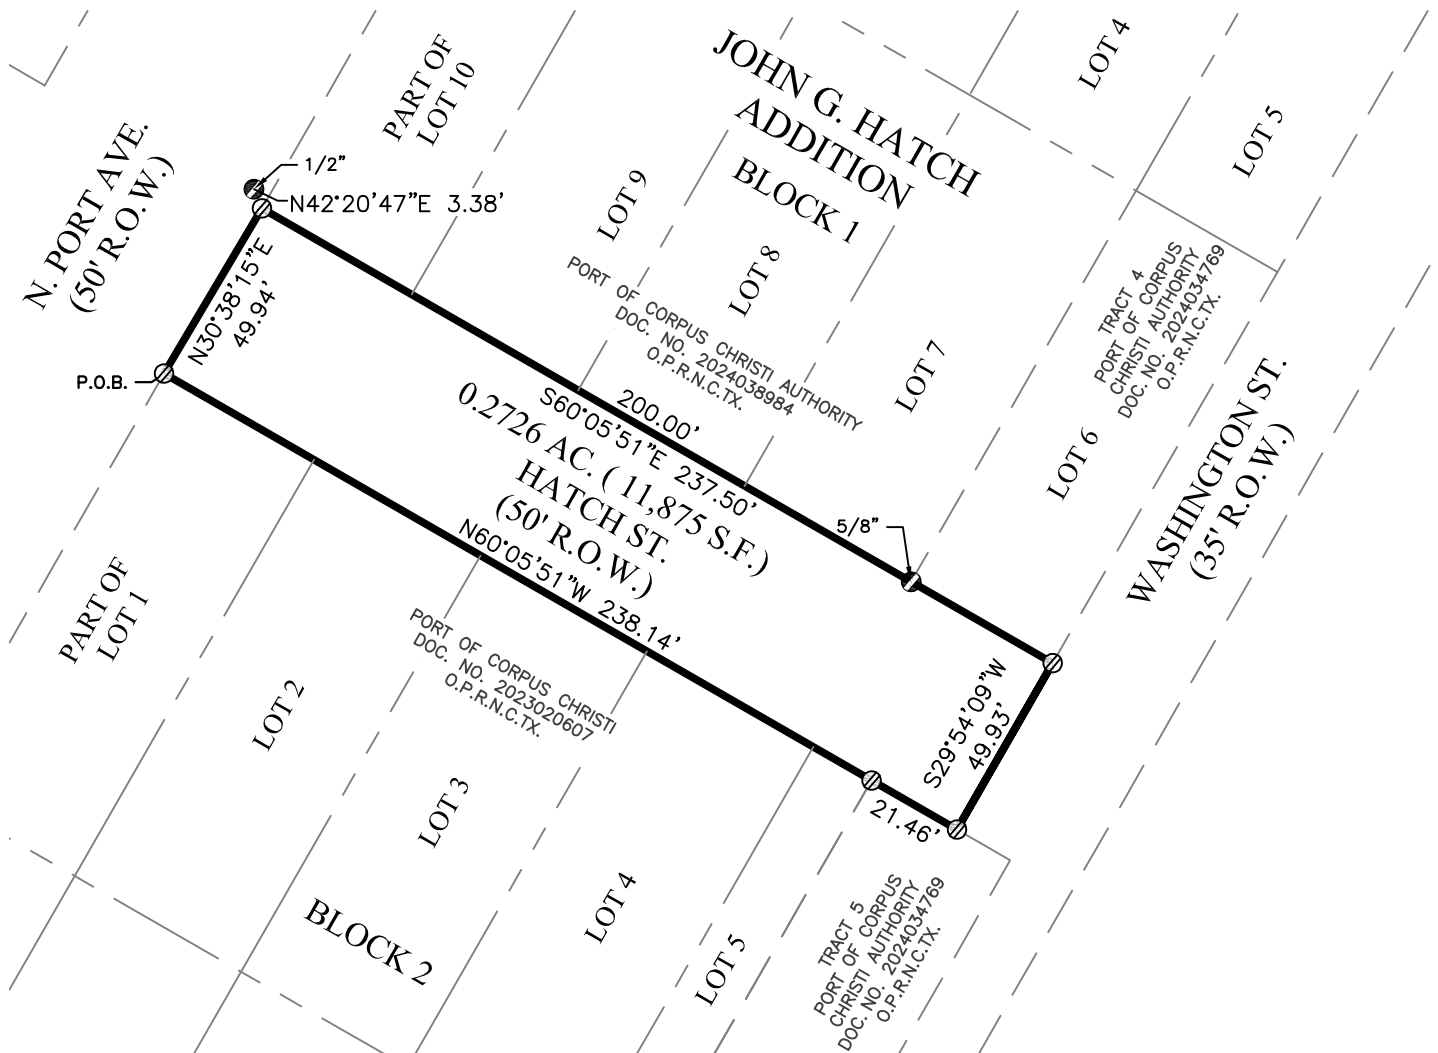 JOHN G. HATCH
ADDITION
BLOCK 1
PART OF
LOT 10
LOT 9
LOT 8
LOT 7
LOT 6
LOT 4
LOT 5
N. PORT AVE.
(50' R.O.W.)
1/2"
N42°20'47"E 3.38'
N30°38'15"E
49.94'
P.O.B.
PORT OF CORPUS CHRISTI AUTHORITY
DOC. NO. 2024038984
O.P.R.N.C.TX.
TRACT 4
PORT OF CORPUS
CHRISTI AUTHORITY
DOC. NO. 2024034769
O.P.R.N.C.TX.
WASHINGTON ST.
(35' R.O.W.)
200.00'
S60°05'51"E 237.50'
0.2726 AC. ( 11,875 S.F.)
HATCH ST.
(50' R.O.W.)
N60°05'51"W 238.14'
5/8"
S29°54'09"W
49.93'
21.46'
PORT OF CORPUS CHRISTI
DOC. NO. 2023020607
O.P.R.N.C.TX.
PART OF
LOT 1
LOT 2
LOT 3
LOT 4
LOT 5
BLOCK 2
TRACT 5
PORT OF CORPUS
CHRISTI AUTHORITY
DOC. NO. 2024034769
O.P.R.N.C.TX.